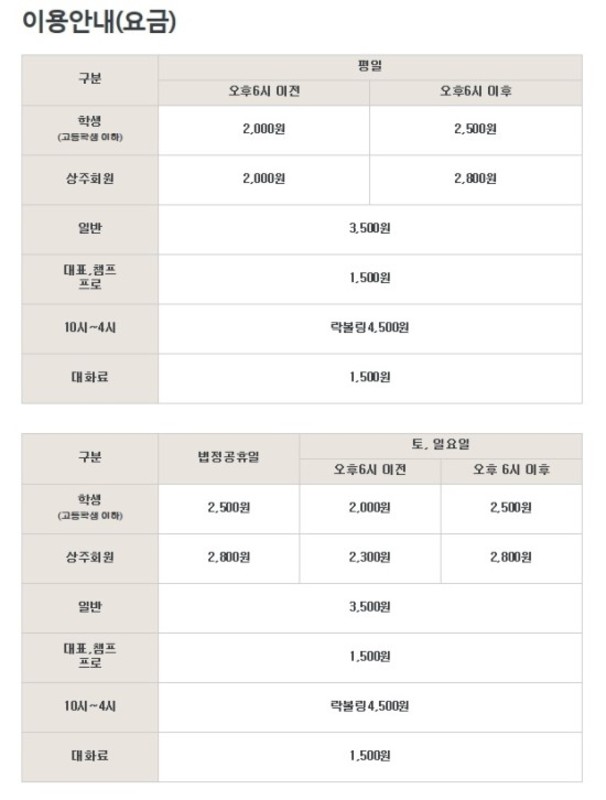 이용안내(요금)
구분 평일
오후6시 이전 오후6시 이후
학생
(고등학생 이하)
2,000원 2,500원
상주회원 2,000원 2,800원
일반 3,500원
대표,챔프
프로
1,500원
10시~4시 락볼링4,500원
대화료 1,500원
구분 법정공휴일 토, 일요일
오후6시 이전 오후 6시 이후
학생
(고등학생 이하)
2,500원 2,000원 2,500원
상주회원 2,800원 2,300원 2,800원
일반 3,500원
대표,챔프
프로
1,500원
10시~4시 락볼링4,500원
대화료 1,500원